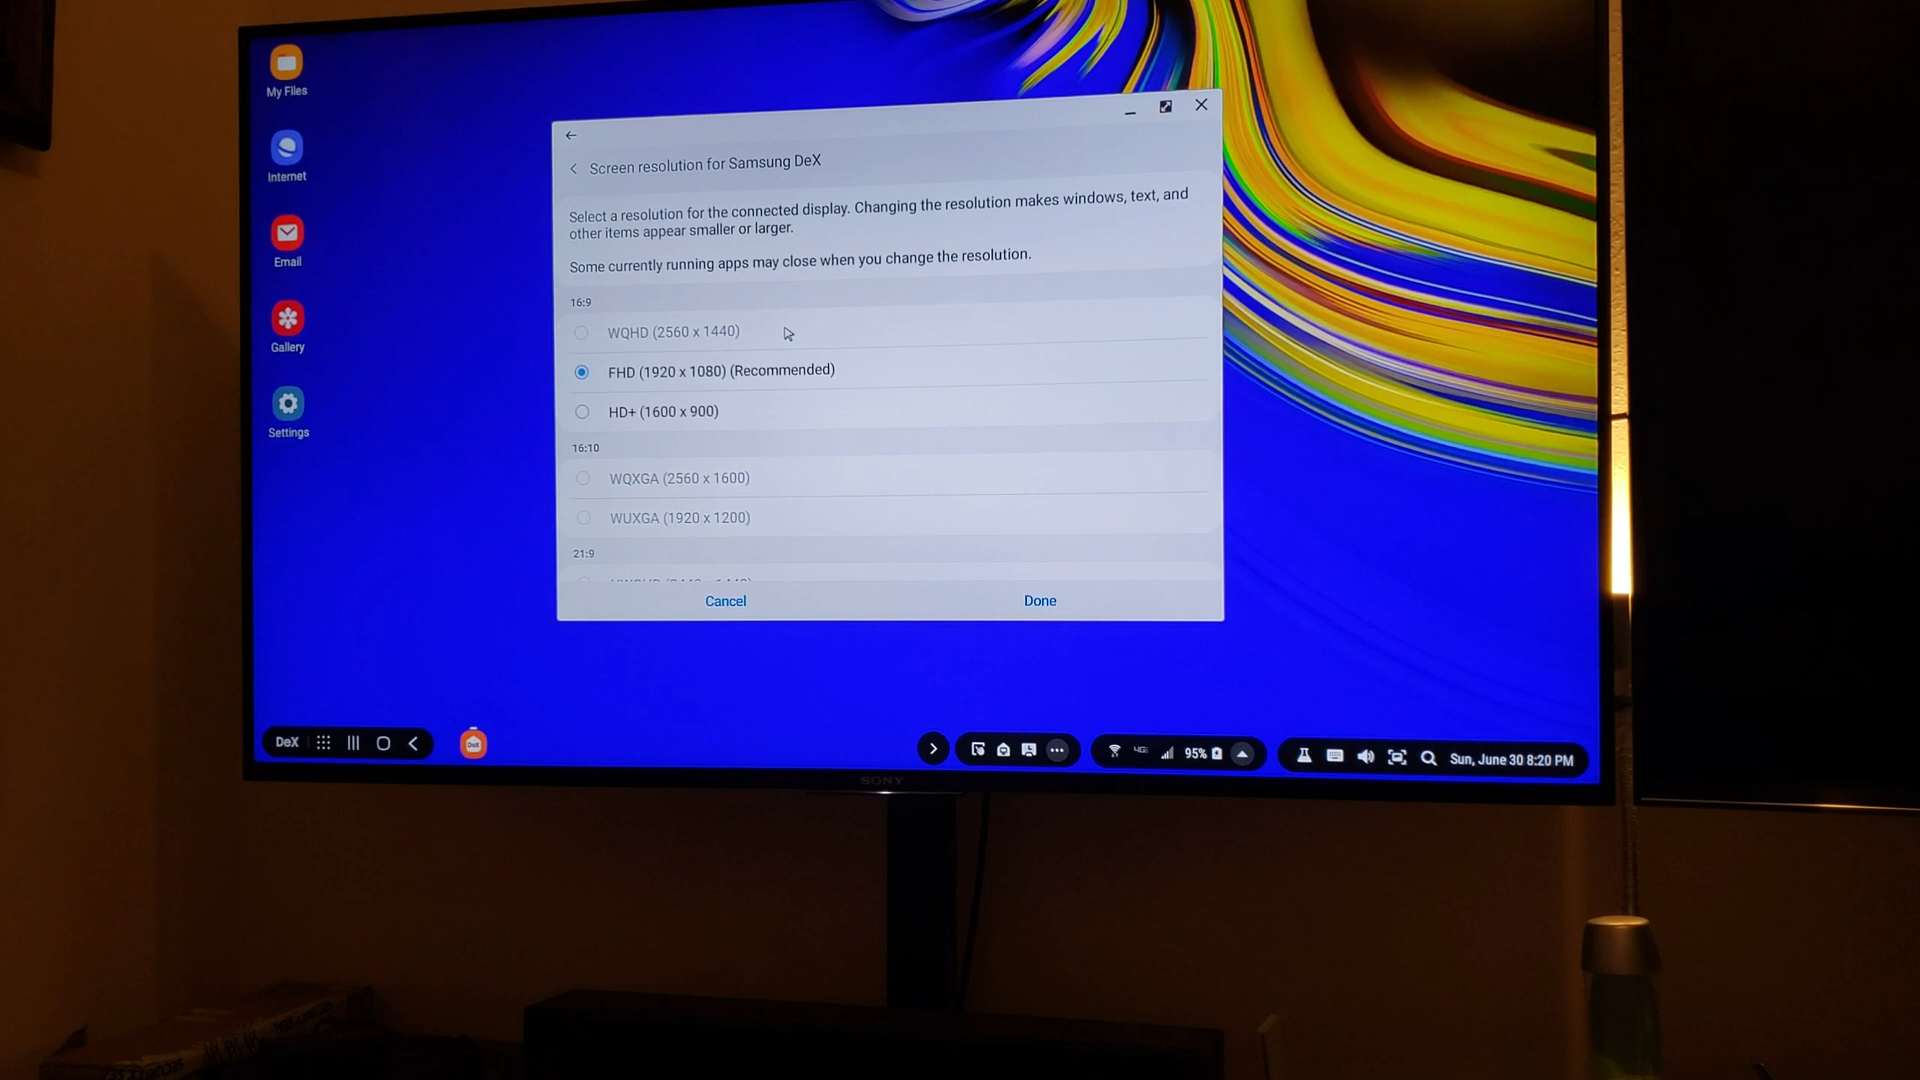 My Files
Internet
Email
Gallery
Settings
Screen resolution for Samsung DeX
Select a resolution for the connected display. Changing the resolution makes windows, text, and
other items appear smaller or larger.
Some currently running apps may close when you change the resolution.
16:9
WQHD (2560 x 1440)
FHD (1920 x 1080) (Recommended)
HD+ (1600 x 900)
16:10
WQXGA (2560 x 1600)
WUXGA (1920 x 1200)
21:9
Cancel
Done
DeX
DeX
95%
Sun, June 30 8:20 PM
SONY